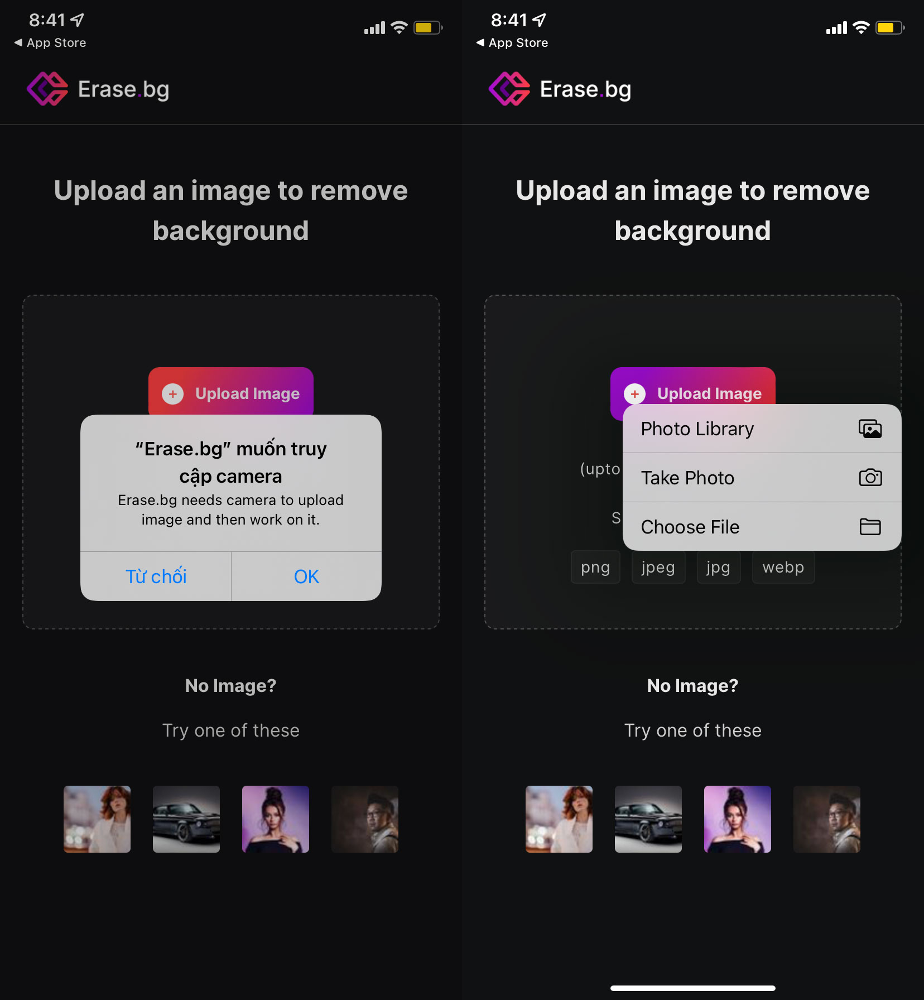 8:41
App Store
Erase.bg
Upload an image to remove
background
Upload Image
“Erase.bg” muốn truy
cập camera
Erase.bg needs camera to upload
image and then work on it.
Từ chối
OK
No Image?
Try one of these
8:41
App Store
Erase.bg
Upload an image to remove
background
Upload Image
Photo Library
(upto
Take Photo
S
Choose File
png
jpeg
jpg
webp
No Image?
Try one of these